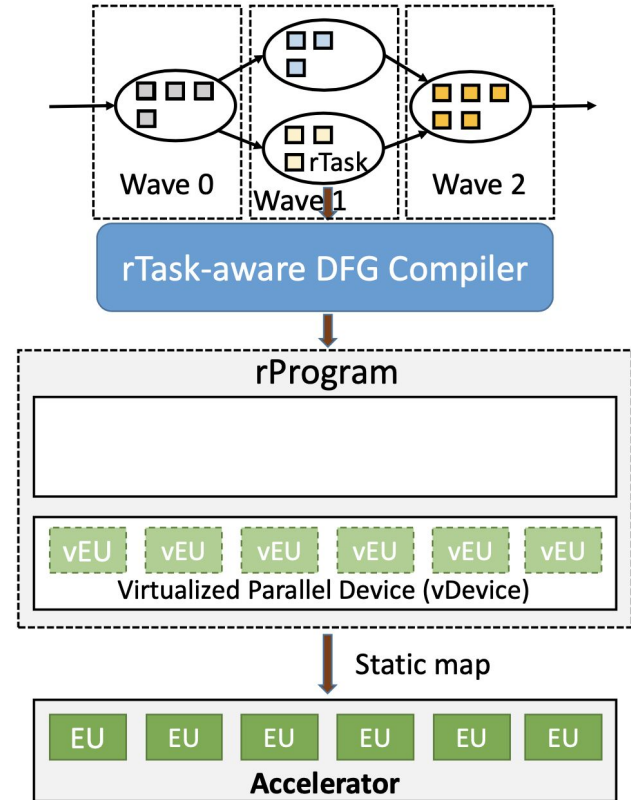 rTask
Wave 0
Wave 1
Wave 2
rTask-aware DFG Compiler
rProgram
vEU vEU vEU vEU vEU vEU
Virtualized Parallel Device (vDevice)
Static map
EU EU EU EU EU EU
Accelerator